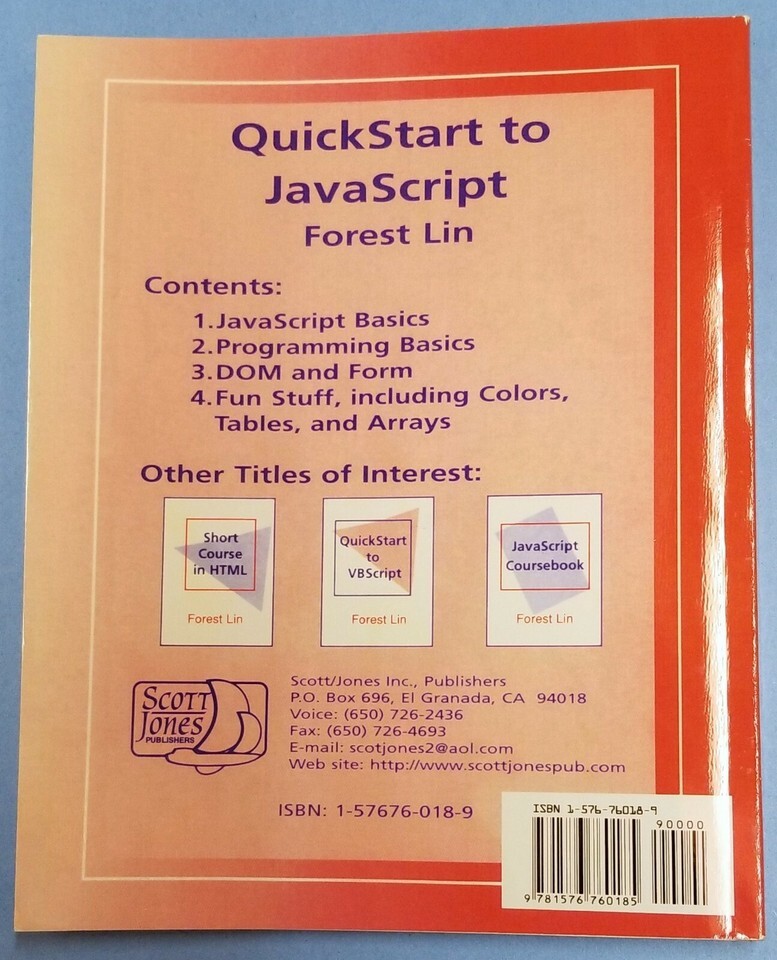 QuickStart to
JavaScript
Forest Lin
Contents:
1.JavaScript Basics
2.Programming Basics
3.DOM and Form
4.Fun Stuff, including Colors,
Tables, and Arrays
Other Titles of Interest:
Short
Course
in HTML
Forest Lin
QuickStart
to
VBScript
Forest Lin
JavaScript
Coursebook
Forest Lin
SCOTT
JONES
PUBLISHERS
Scott/Jones Inc., Publishers
P.O. Box 696, El Granada, CA 94018
Voice: (650) 726-2436
Fax: (650) 726-4693
E-mail: scotjones2@aol.com
Web site: http://www.scottjonespub.com
ISBN: 1-57676-018-9
ISBN 1-576-76018-9
90000
9 781576 760185